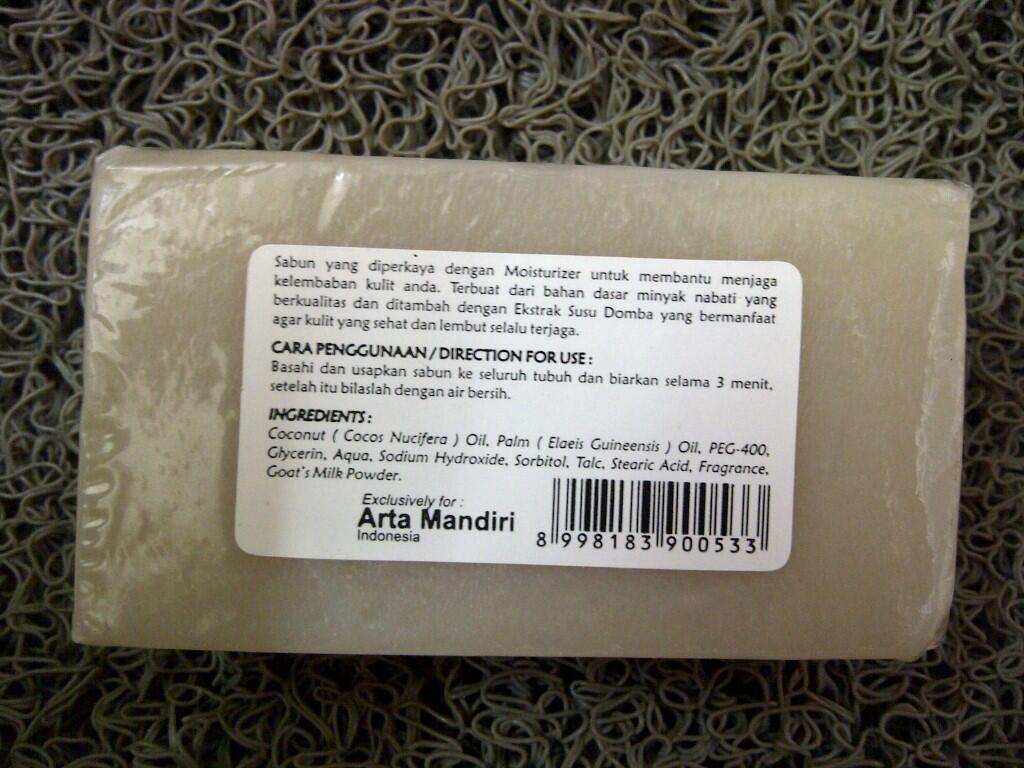 Sabun yang diperkaya dengan Moisturizer untuk membantu menjaga
kelembaban kulit anda. Terbuat dari bahan dasar minyak nabati yang
berkualitas dan ditambah dengan Ekstrak Susu Domba yang bermanfaat
agar kulit yang sehat dan lembut selalu terjaga.
CARA PENGGUNAAN / DIRECTION FOR USE :
Basahi dan usapkan sabun ke seluruh tubuh dan biarkan selama 3 menit,
setelah itu bilaslah dengan air bersih.
INGREDIENTS :
Coconut ( Cocos Nucifera ) Oil, Palm ( Elaeis Guineensis ) Oil, PEG-400,
Glycerin, Aqua, Sodium Hydroxide, Sorbitol, Talc, Stearic Acid, Fragrance,
Goat's Milk Powder.
Exclusively for :
Arta Mandiri
Indonesia
8 998183 900533